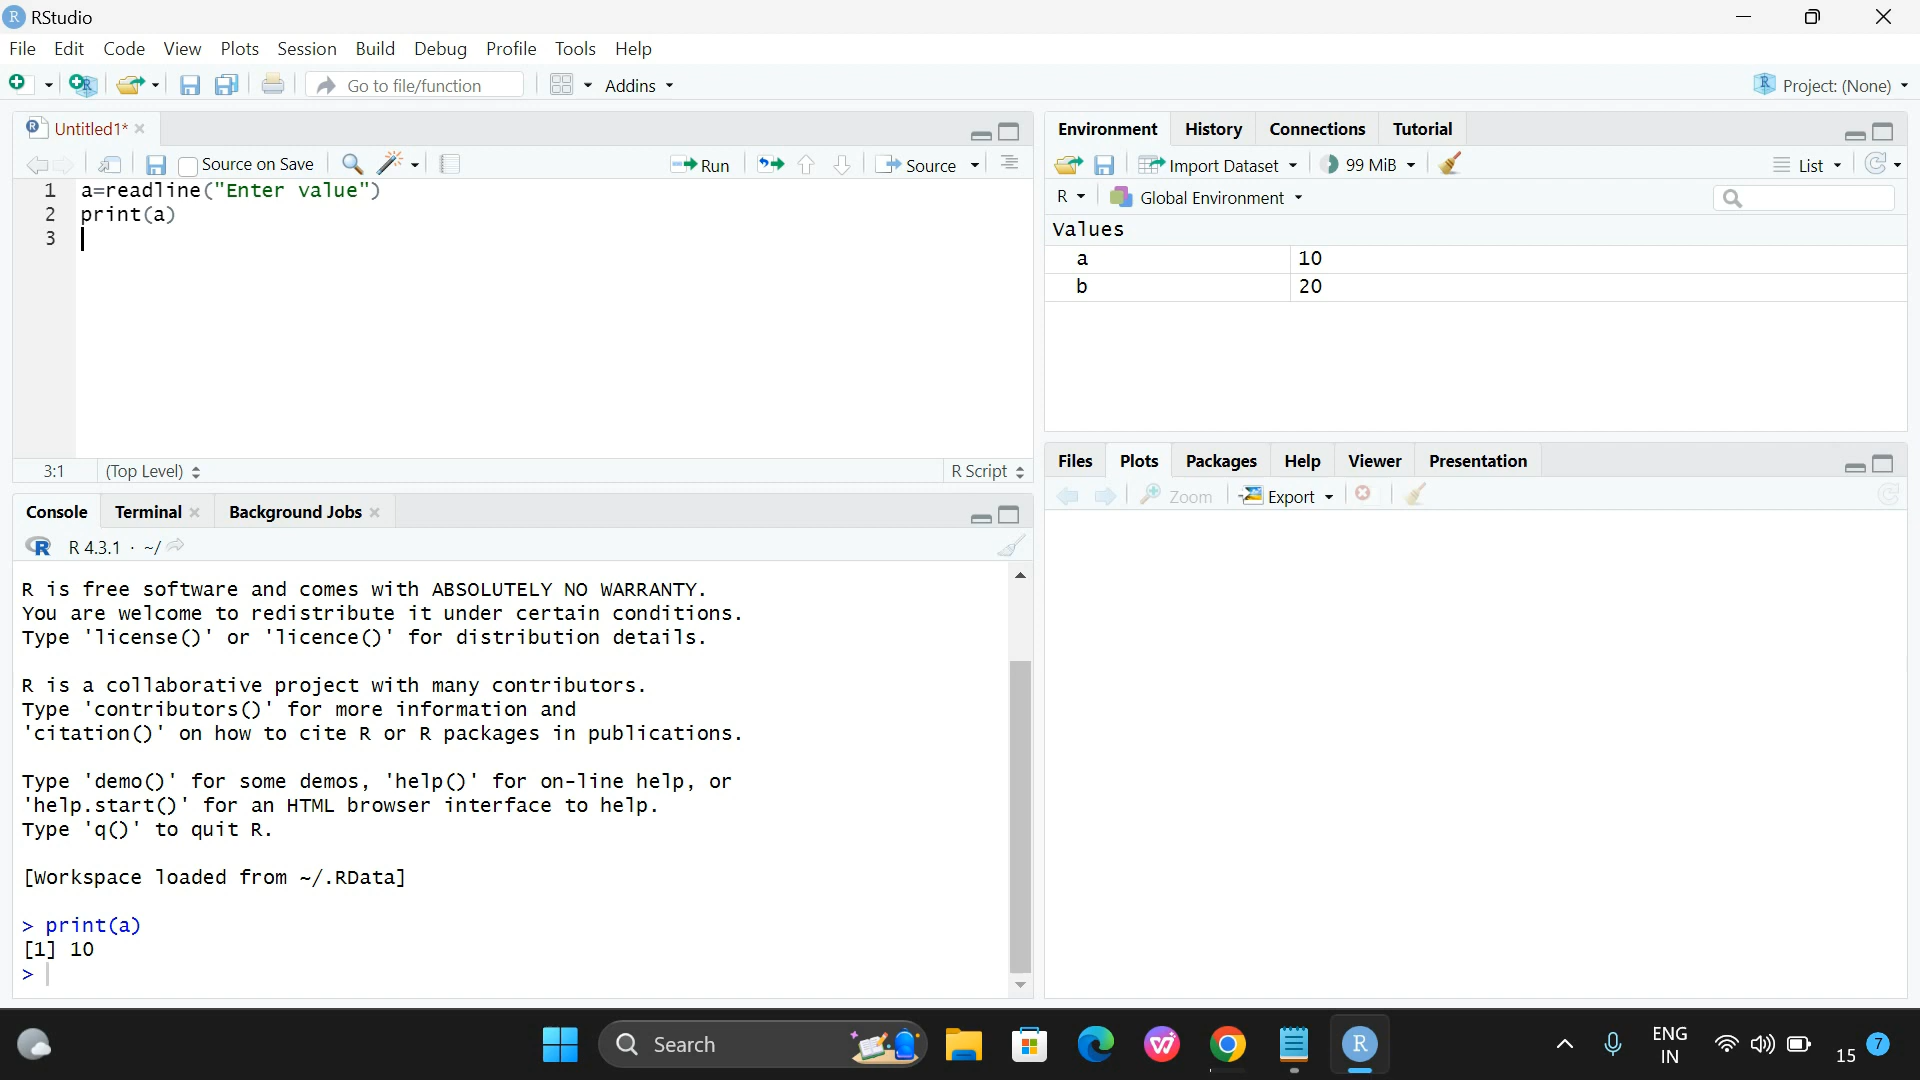 RStudio
File Edit Code View Plots Session Build Debug Profile Tools Help
Go to file/function Addins Project: (None)
Untitled1*
Source on Save Run Source
1 a=readline("Enter value")
2 print(a)
3
3:1 (Top Level) R Script
Console Terminal Background Jobs
R 4.3.1 · ~/
R is free software and comes with ABSOLUTELY NO WARRANTY.
You are welcome to redistribute it under certain conditions.
Type 'license()' or 'licence()' for distribution details.
R is a collaborative project with many contributors.
Type 'contributors()' for more information and
'citation()' on how to cite R or R packages in publications.
Type 'demo()' for some demos, 'help()' for on-line help, or
'help.start()' for an HTML browser interface to help.
Type 'q()' to quit R.
[Workspace loaded from ~/.RData]
> print(a)
[1] 10
>
Environment History Connections Tutorial
Import Dataset 99 MiB List
R Global Environment
Values
a 10
b 20
Files Plots Packages Help Viewer Presentation
Zoom Export
Search
ENG
IN
15 7